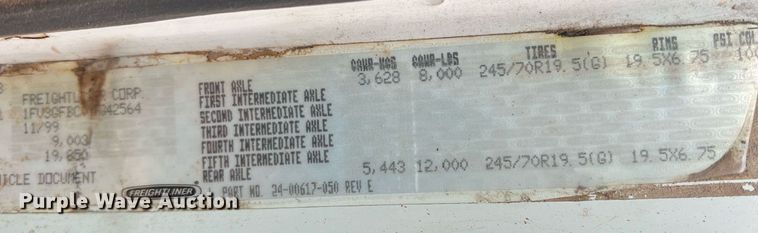 GAWR-KGS GAWR-LBS TIRES RIMS PSI COL
FRONT AXLE 3,628 8,000 245/70R19.5(G) 19.5X6.75
FREIGHTLINER CORP. FIRST INTERMEDIATE AXLE
SECOND INTERMEDIATE AXLE
11/99 THIRD INTERMEDIATE AXLE
9,003 FOURTH INTERMEDIATE AXLE
19,850 FIFTH INTERMEDIATE AXLE
REAR AXLE 5,443 12,000 245/70R19.5(G) 19.5X6.75
ICLE DOCUMENT FREIGHTLINER PART NO. 24-00617-050 REV E
Purple Wave Auction